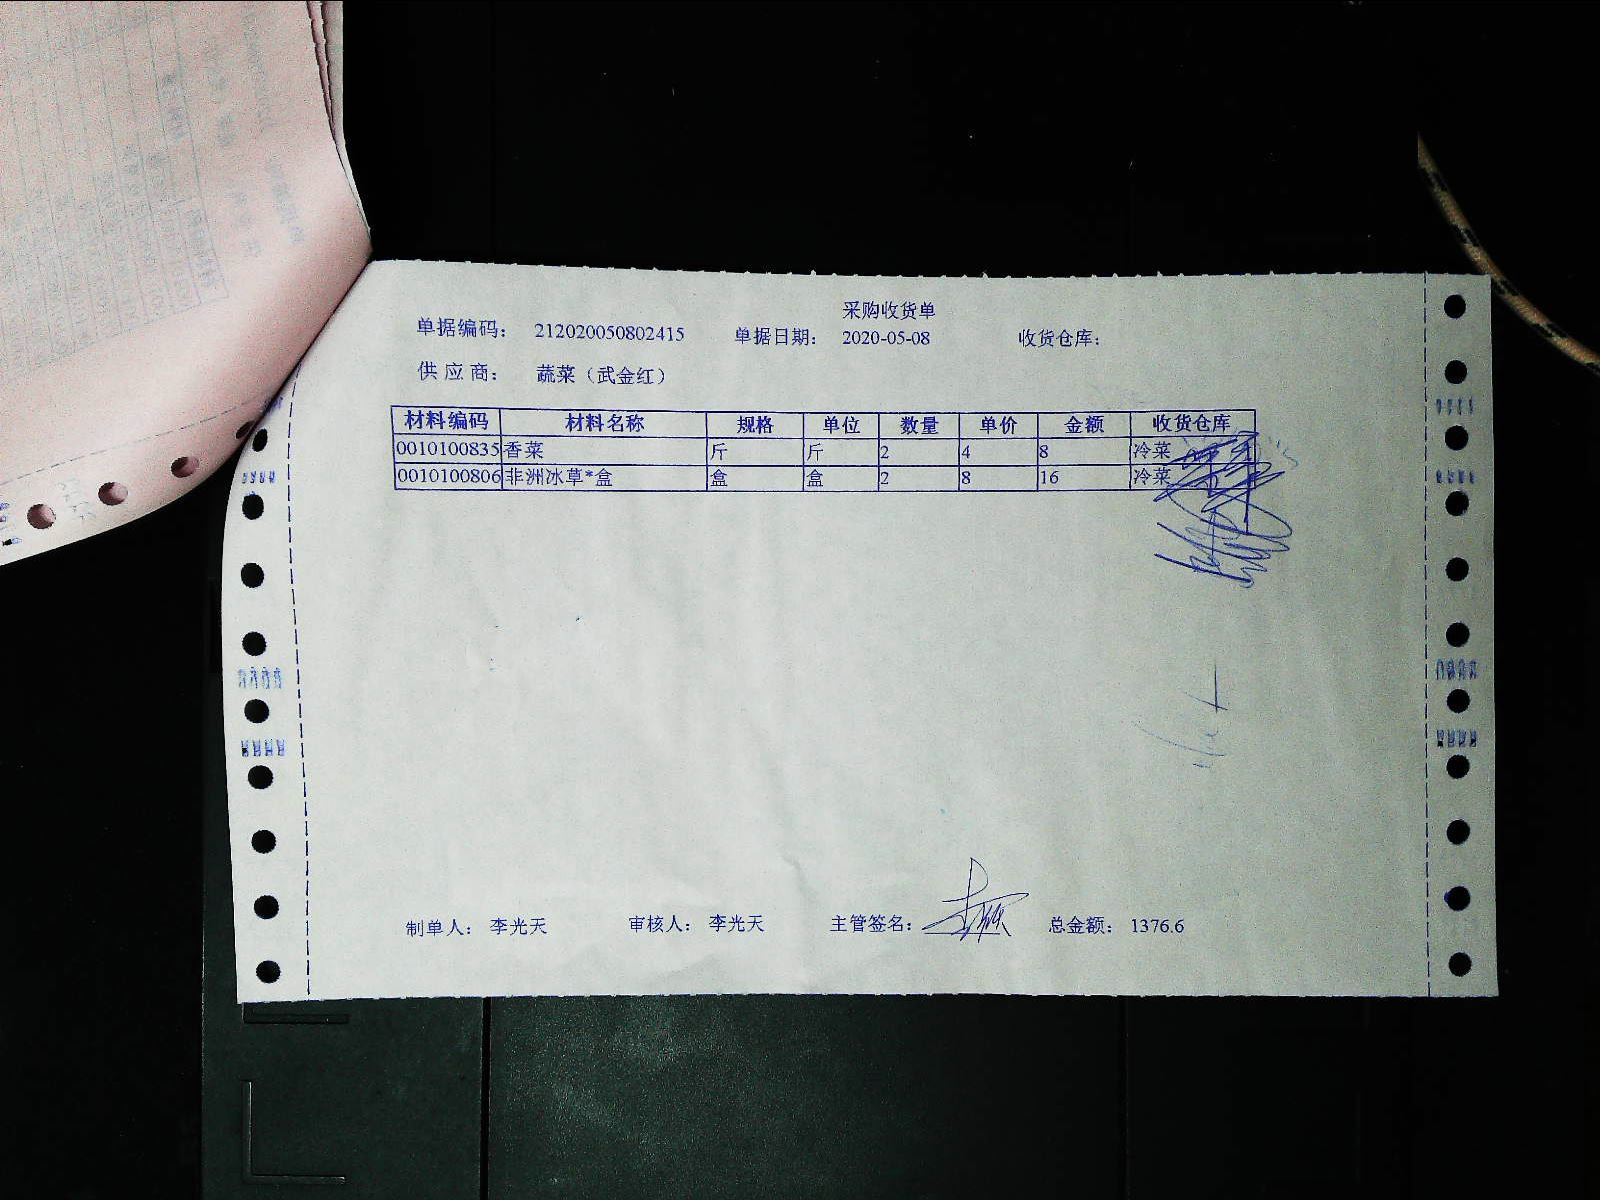 采购收货单
单据编码： 212020050802415 单据日期： 2020-05-08 收货仓库：
供应商： 蔬菜（武金红）
材料编码 材料名称 规格 单位 数量 单价 金额 收货仓库
0010100835 香菜 斤 斤 2 4 8 冷菜
0010100806 非洲冰草*盒 盒 盒 2 8 16 冷菜
制单人： 李光天 审核人： 李光天 主管签名： 总金额： 1376.6